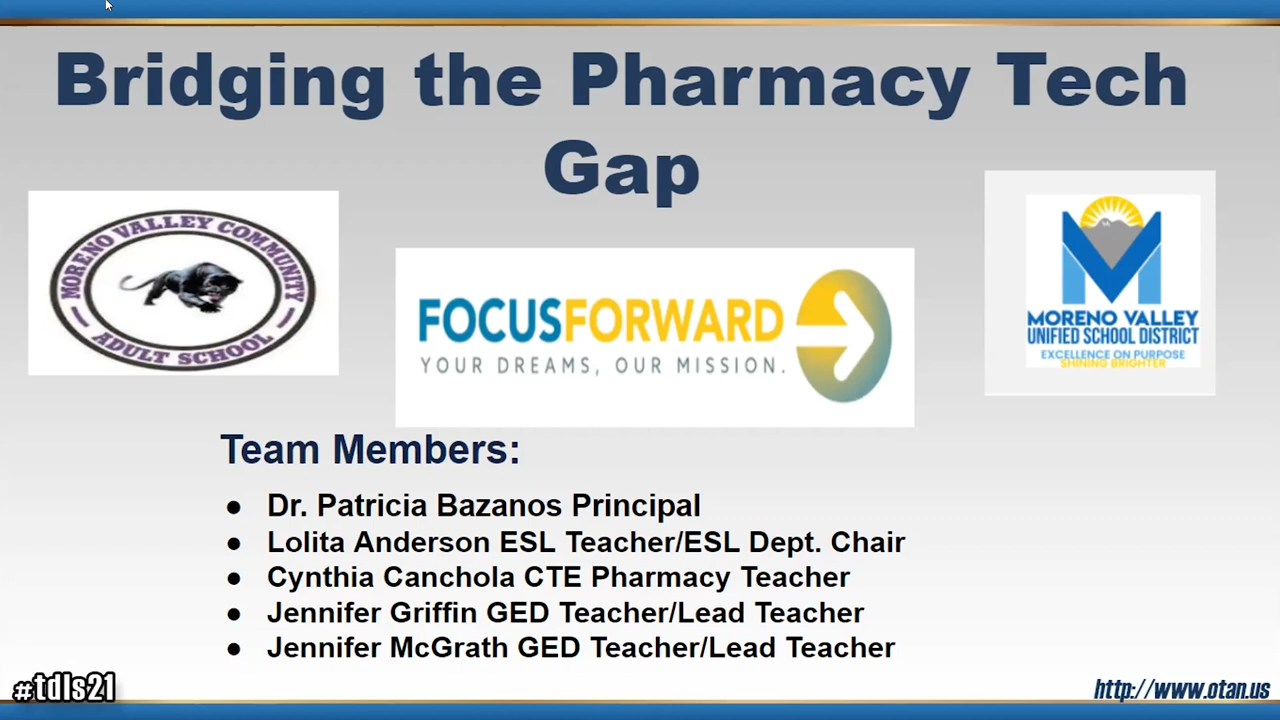 Bridging the Pharmacy Tech
Gap
MORENO VALLEY COMMUNITY
ADULT SCHOOL
FOCUSFORWARD
YOUR DREAMS, OUR MISSION.
MORENO VALLEY
UNIFIED SCHOOL DISTRICT
EXCELLENCE ON PURPOSE
SHINING BRIGHTER
Team Members:
● Dr. Patricia Bazanos Principal
● Lolita Anderson ESL Teacher/ESL Dept. Chair
● Cynthia Canchola CTE Pharmacy Teacher
● Jennifer Griffin GED Teacher/Lead Teacher
● Jennifer McGrath GED Teacher/Lead Teacher
#tdls21
http://www.otan.us